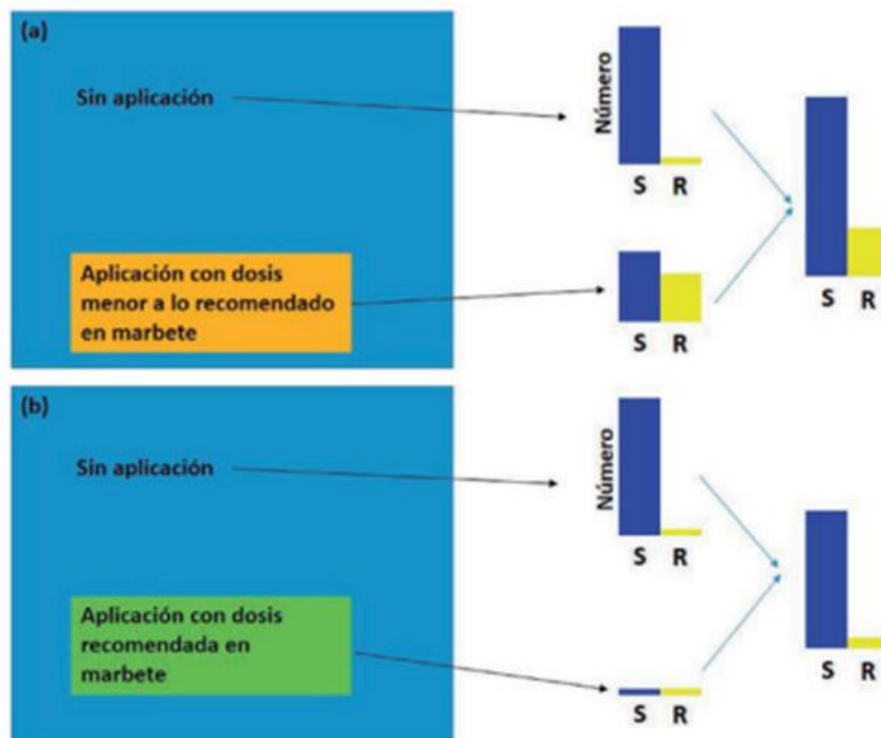 (a)
Sin aplicación
Número
S R
Aplicación con dosis
menor a lo recomendado
en marbete
S R
S R
(b)
Sin aplicación
Número
S R
Aplicación con dosis
recomendada en
marbete
S R
S R